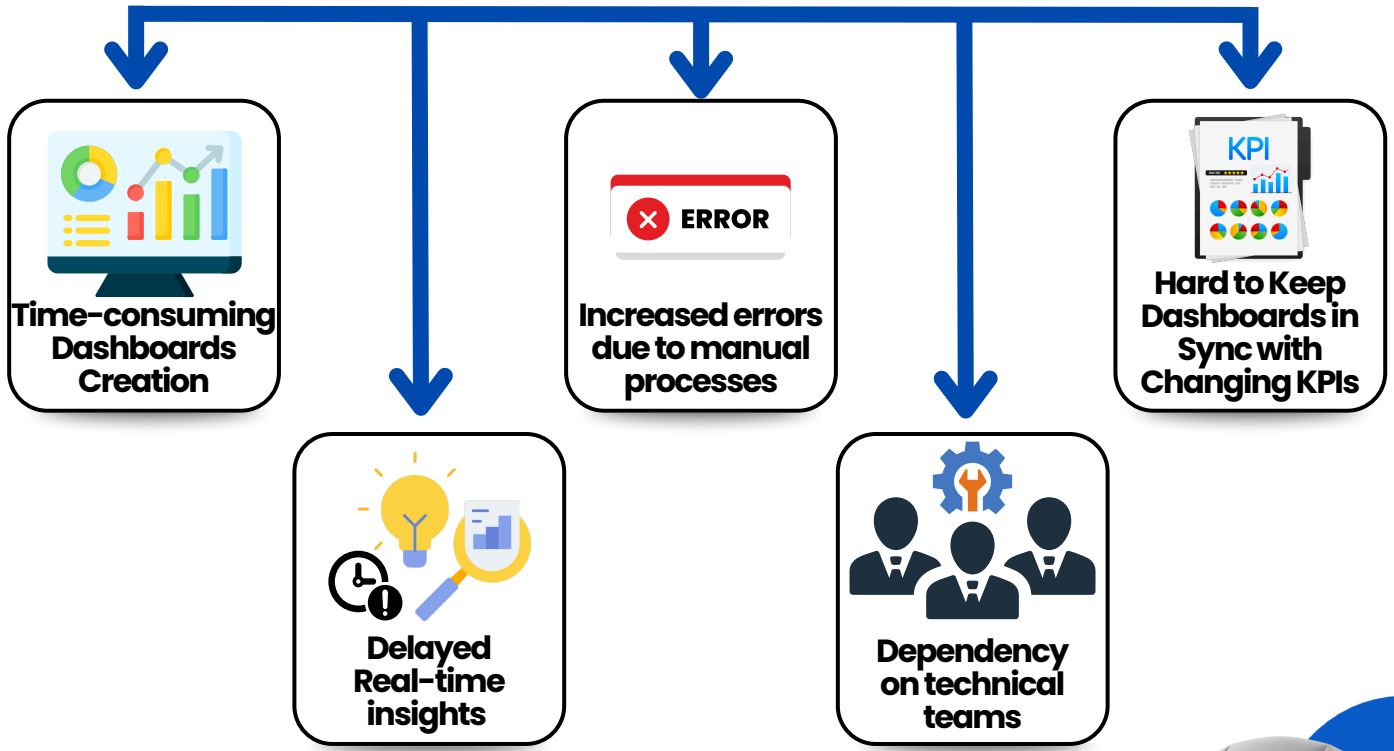 Time-consuming
Dashboards
Creation
ERROR
Increased errors
due to manual
processes
KPI
Hard to Keep
Dashboards in
Sync with
Changing KPIs
Delayed
Real-time
insights
Dependency
on technical
teams